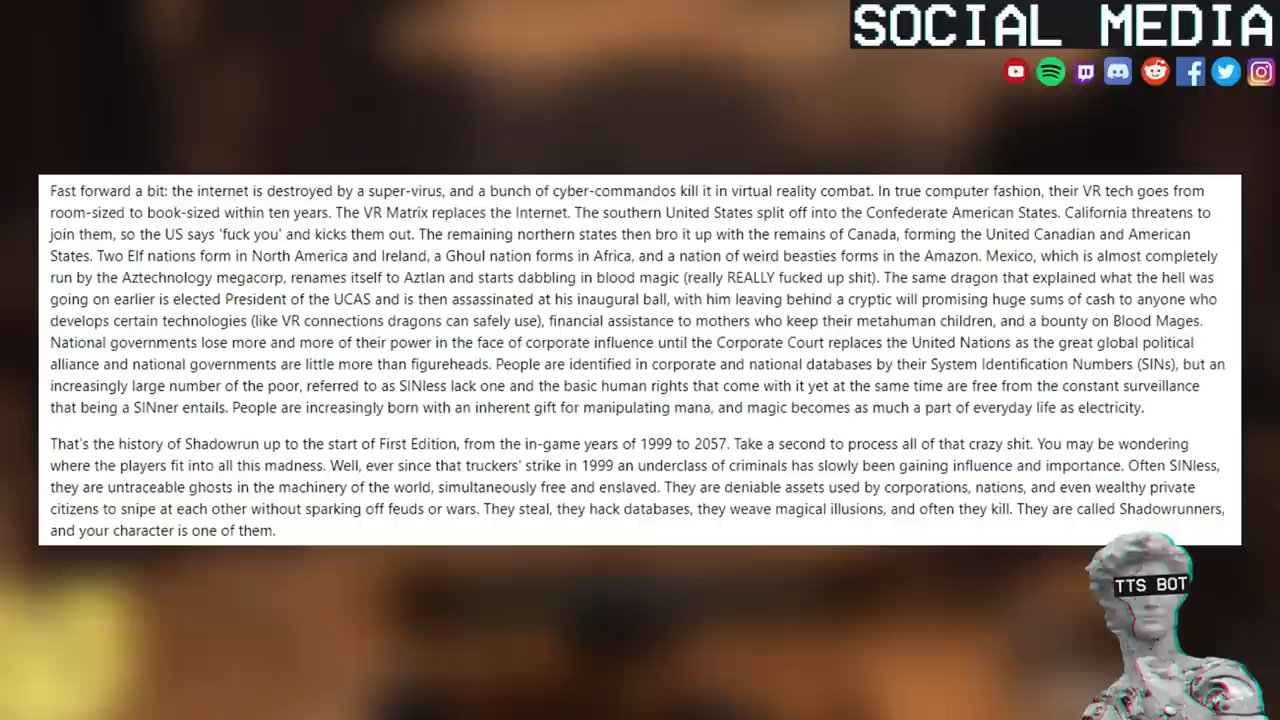 SOCIAL MEDIA
Fast forward a bit: the internet is destroyed by a super-virus, and a bunch of cyber-commandos kill it in virtual reality combat. In true computer fashion, their VR tech goes from
room-sized to book-sized within ten years. The VR Matrix replaces the Internet. The southern United States split off into the Confederate American States. California threatens to
join them, so the US says 'fuck you' and kicks them out. The remaining northern states then bro it up with the remains of Canada, forming the United Canadian and American
States. Two Elf nations form in North America and Ireland, a Ghoul nation forms in Africa, and a nation of weird beasties forms in the Amazon. Mexico, which is almost completely
run by the Aztechnology megacorp, renames itself to Aztlan and starts dabbling in blood magic (really REALLY fucked up shit). The same dragon that explained what the hell was
going on earlier is elected President of the UCAS and is then assassinated at his inaugural ball, with him leaving behind a cryptic will promising huge sums of cash to anyone who
develops certain technologies (like VR connections dragons can safely use), financial assistance to mothers who keep their metahuman children, and a bounty on Blood Mages.
National governments lose more and more of their power in the face of corporate influence until the Corporate Court replaces the United Nations as the great global political
alliance and national governments are little more than figureheads. People are identified in corporate and national databases by their System Identification Numbers (SINs), but an
increasingly large number of the poor, referred to as SINless lack one and the basic human rights that come with it yet at the same time are free from the constant surveillance
that being a SINner entails. People are increasingly born with an inherent gift for manipulating mana, and magic becomes as much a part of everyday life as electricity.
That's the history of Shadowrun up to the start of First Edition, from the in-game years of 1999 to 2057. Take a second to process all of that crazy shit. You may be wondering
where the players fit into all this madness. Well, ever since that truckers' strike in 1999 an underclass of criminals has slowly been gaining influence and importance. Often SINless,
they are untraceable ghosts in the machinery of the world, simultaneously free and enslaved. They are deniable assets used by corporations, nations, and even wealthy private
citizens to snipe at each other without sparking off feuds or wars. They steal, they hack databases, they weave magical illusions, and often they kill. They are called Shadowrunners,
and your character is one of them.
TTS BOT